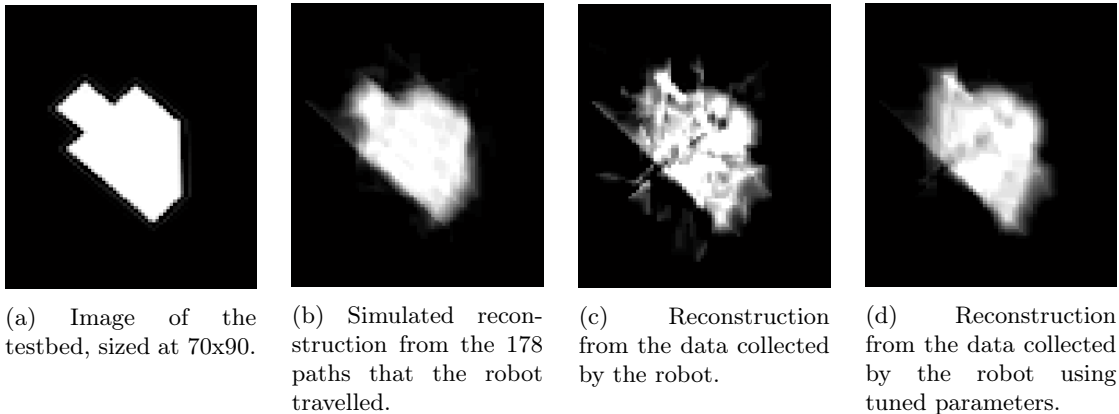 (a) Image of the
testbed, sized at 70x90.
(b) Simulated recon-
struction from the 178
paths that the robot
travelled.
(c) Reconstruction
from the data collected
by the robot.
(d) Reconstruction
from the data collected
by the robot using
tuned parameters.